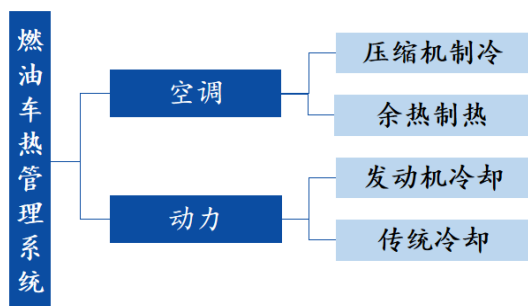 燃油车热管理系统
空调
压缩机制冷
余热制热
动力
发动机冷却
传统冷却